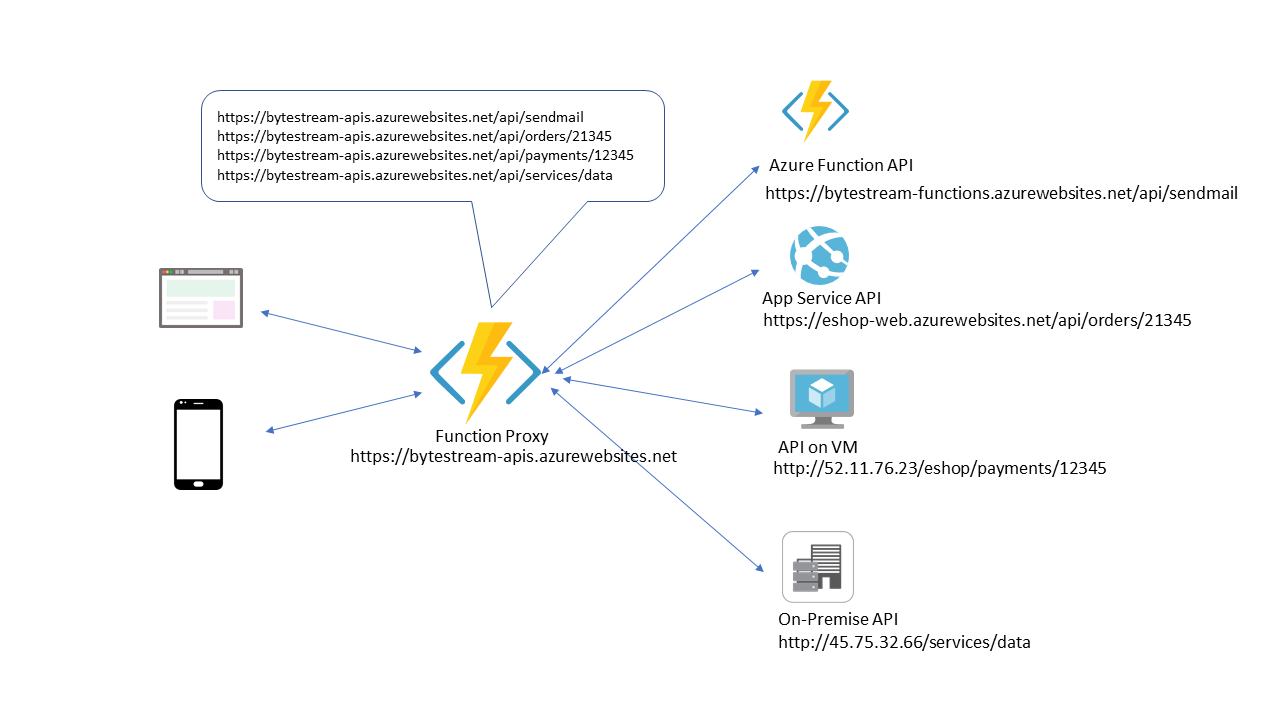 https://bytestream-apis.azurewebsites.net/api/sendmail
https://bytestream-apis.azurewebsites.net/api/orders/21345
https://bytestream-apis.azurewebsites.net/api/payments/12345
https://bytestream-apis.azurewebsites.net/api/services/data
Function Proxy
https://bytestream-apis.azurewebsites.net
Azure Function API
https://bytestream-functions.azurewebsites.net/api/sendmail
App Service API
https://eshop-web.azurewebsites.net/api/orders/21345
API on VM
http://52.11.76.23/eshop/payments/12345
On-Premise API
http://45.75.32.66/services/data